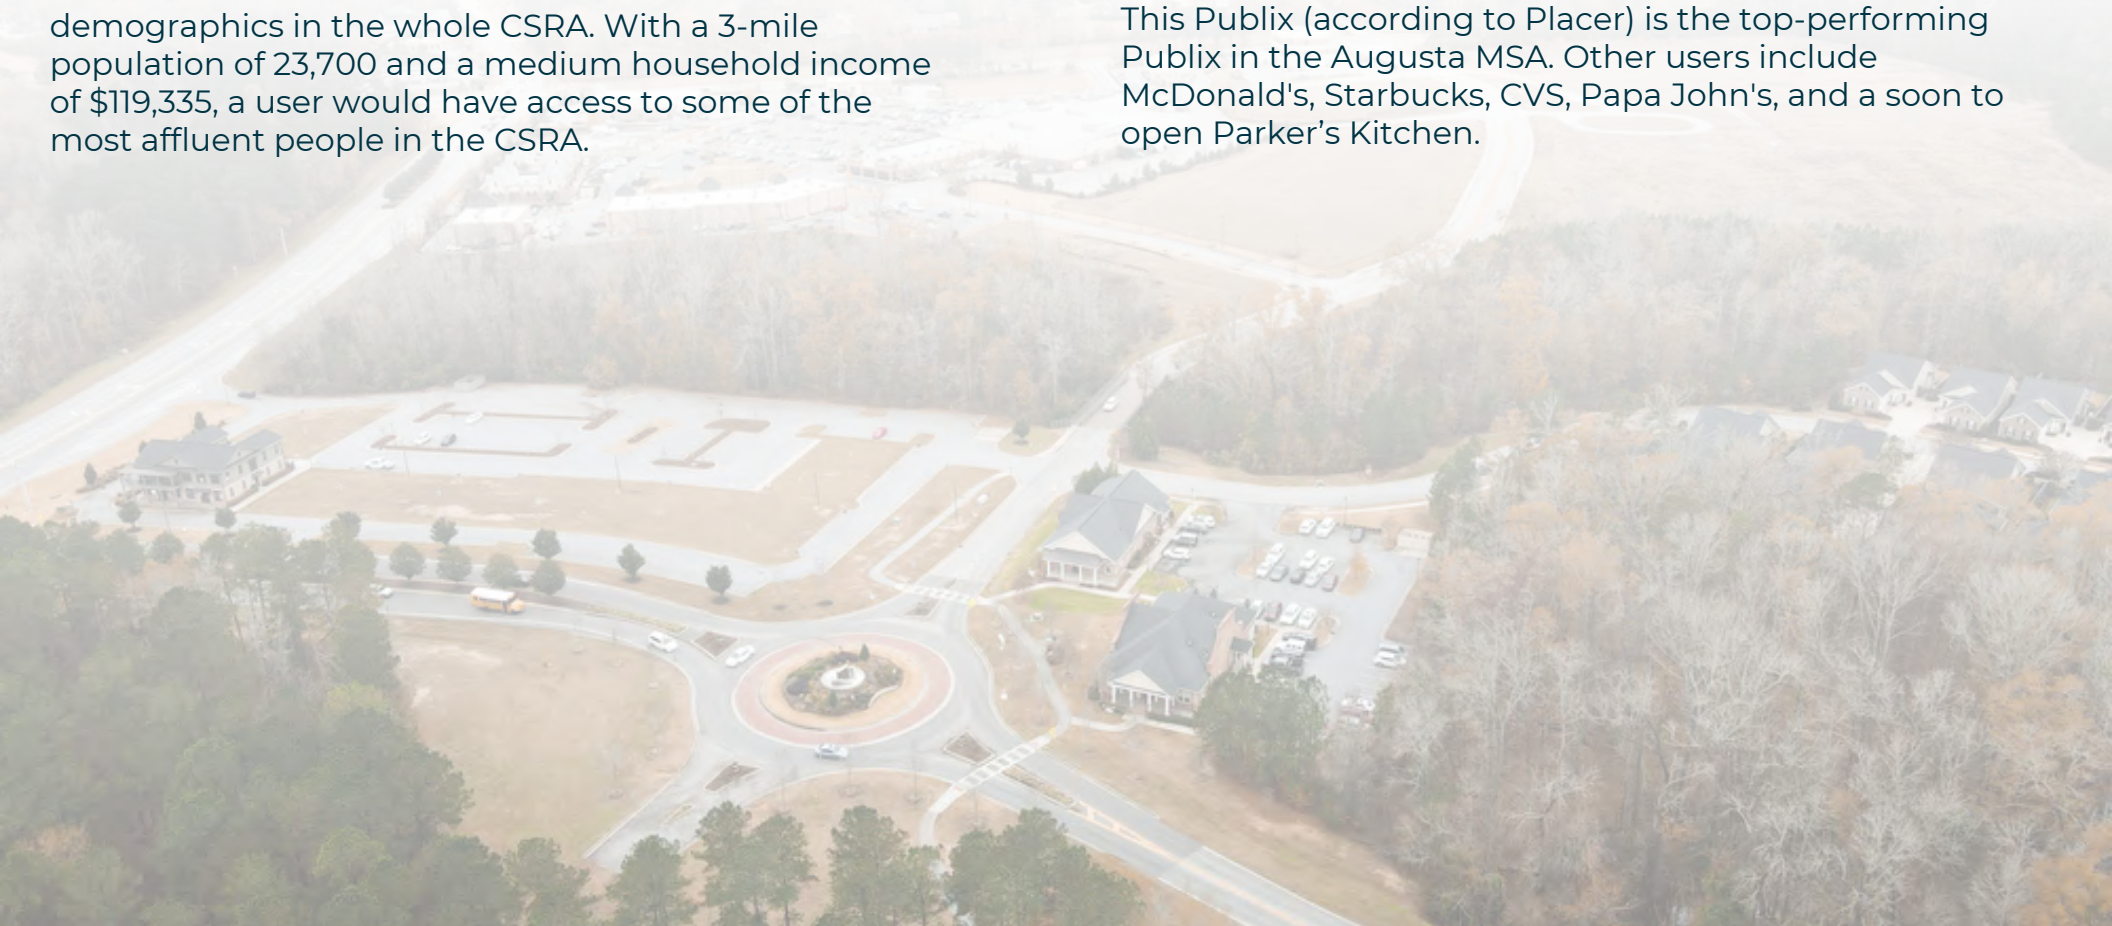 demographics in the whole CSRA. With a 3-mile
population of 23,700 and a medium household income
of $119,335, a user would have access to some of the
most affluent people in the CSRA.
This Publix (according to Placer) is the top-performing
Publix in the Augusta MSA. Other users include
McDonald's, Starbucks, CVS, Papa John's, and a soon to
open Parker’s Kitchen.